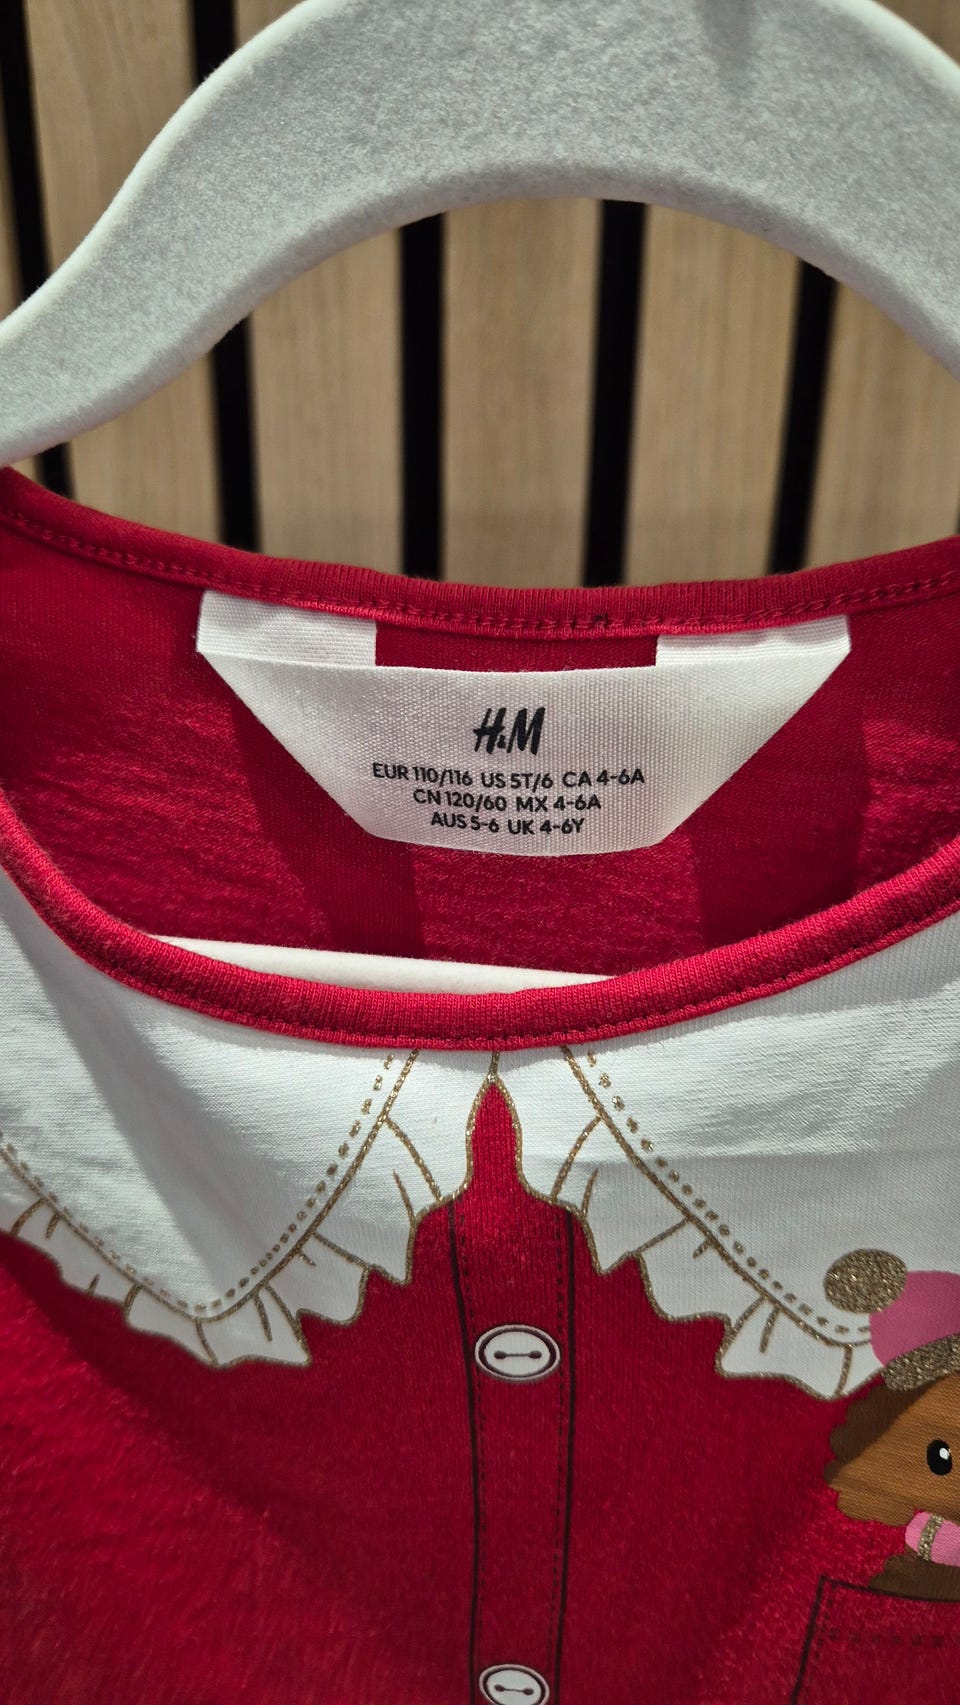 H&M
EUR 110/116 US 5T/6 CA 4-6A
CN 120/60 MX 4-6A
AUS 5-6 UK 4-6Y